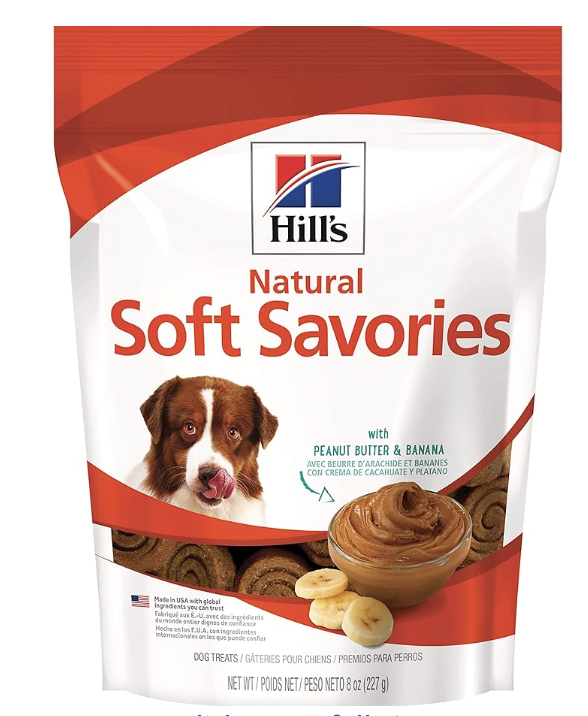 Hill's
Natural
Soft Savories
with
PEANUT BUTTER & BANANA
AVEC BEURRE D'ARACHIDE ET BANANES
CON CREMA DE CACAHUATE Y PLATANO
Made in USA with global
ingredients you can trust
Fabriqué aux É.-U. avec des ingrédients
du monde entier dignes de confiance
Hecho en los E.U.A. con ingredientes
internacionales en los que puede confiar
DOG TREATS / GÂTERIES POUR CHIENS / PREMIOS PARA PERROS
NET WT / POIDS NET / PESO NETO 8 oz (227 g)